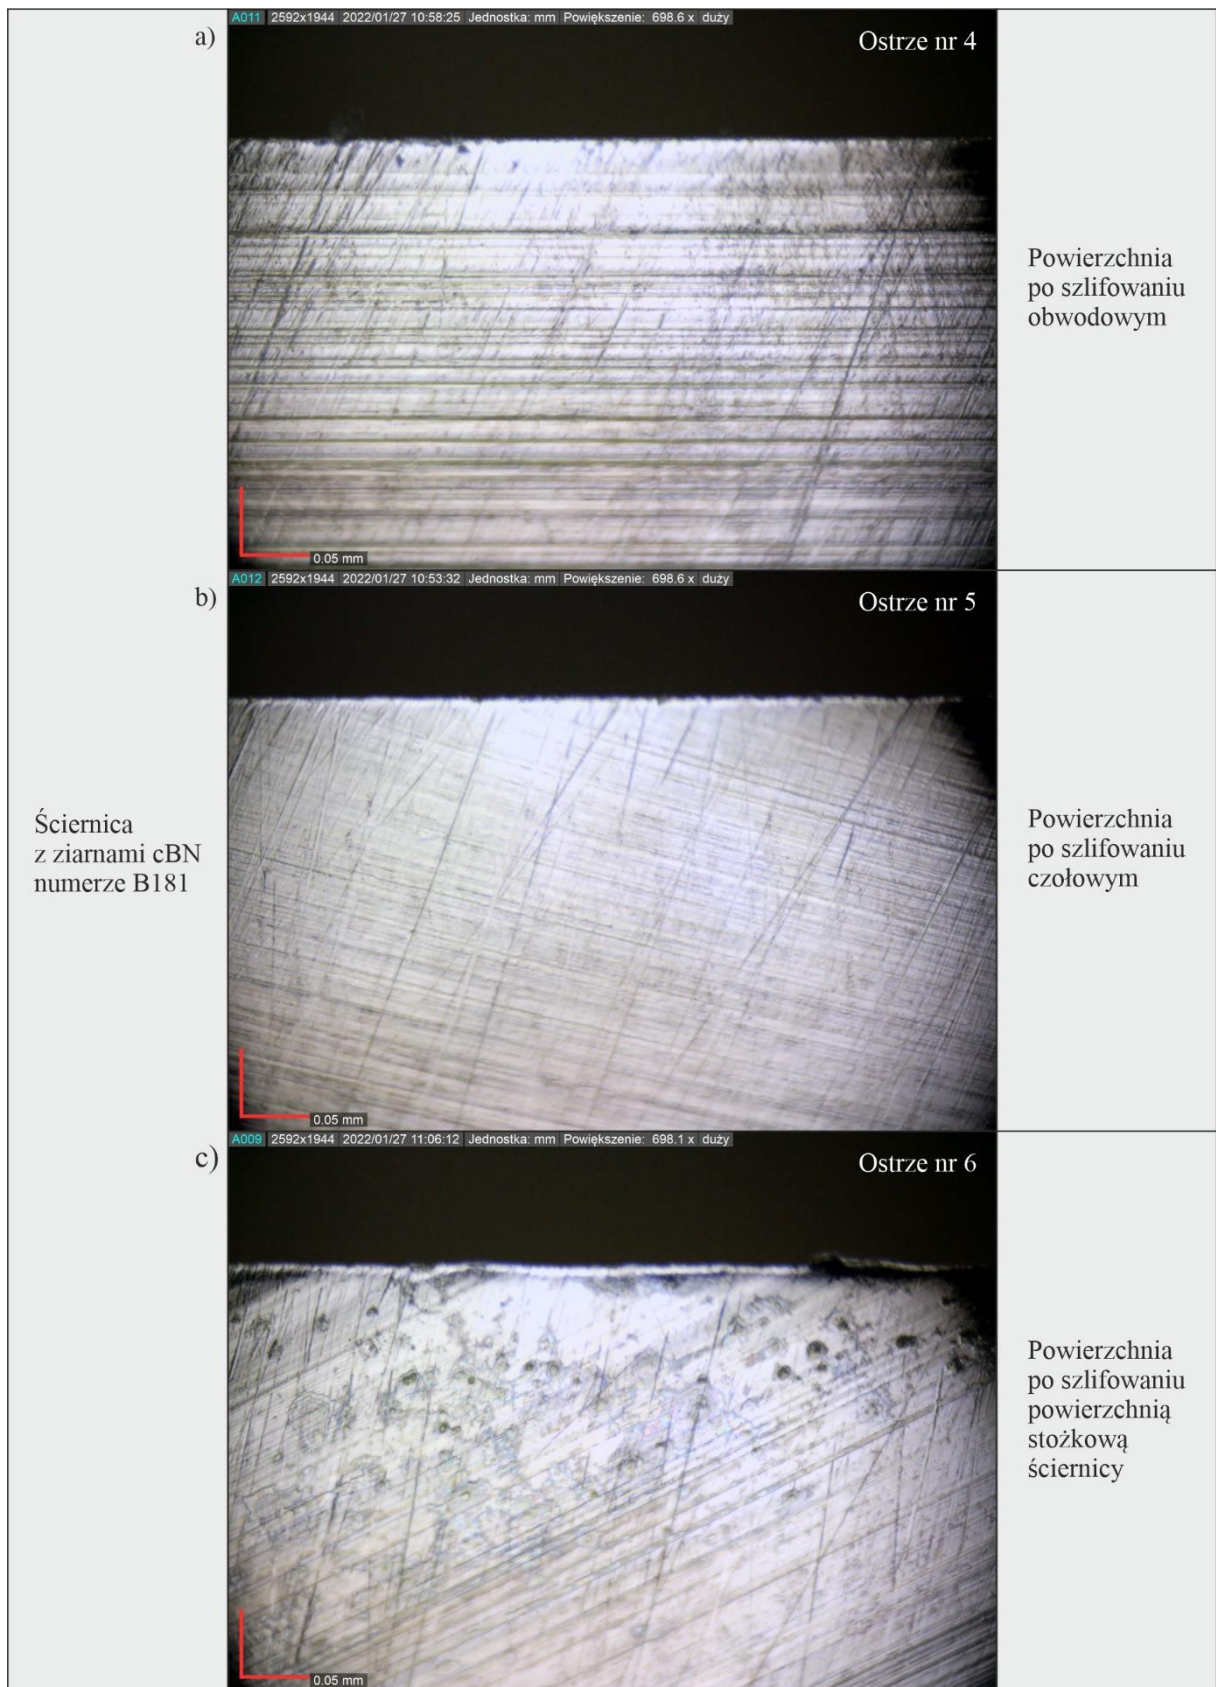 A011 2592x1944 2022/01/27 10:58:25 Jednostka: mm Powiększenie: 698.6 x duży
a)
Ostrze nr 4
Powierzchnia
po szlifowaniu
obwodowym
0.05 mm
A012 2592x1944 2022/01/27 10:53:32 Jednostka: mm Powiększenie: 698.6 x duży
b)
Ostrze nr 5
Ściernica
z ziarnami cBN
numerze B181
Powierzchnia
po szlifowaniu
czołowym
0.05 mm
A009 2592x1944 2022/01/27 11:06:12 Jednostka: mm Powiększenie: 698.1 x duży
c)
Ostrze nr 6
Powierzchnia
po szlifowaniu
powierzchnią
stożkową
ściernicy
0.05 mm